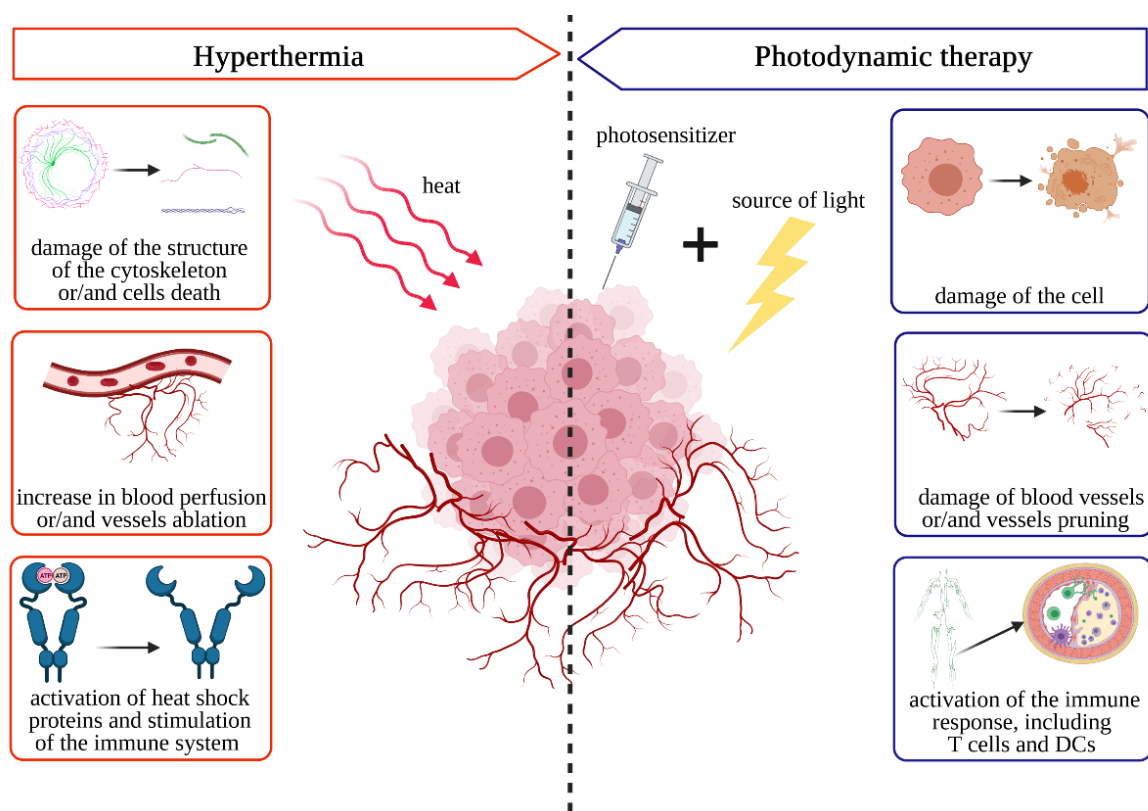 Hyperthermia
Photodynamic therapy
heat
photosensitizer
source of light
damage of the structure
of the cytoskeleton
or/and cells death
increase in blood perfusion
or/and vessels ablation
ATP ATP
activation of heat shock
proteins and stimulation
of the immune system
damage of the cell
damage of blood vessels
or/and vessels pruning
activation of the immune
response, including
T cells and DCs